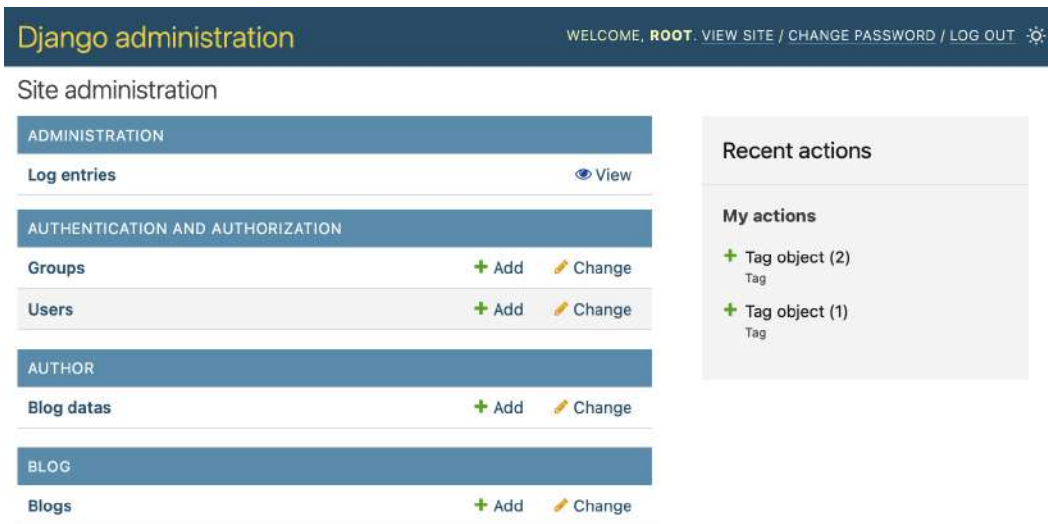 Django administration
WELCOME, ROOT. VIEW SITE / CHANGE PASSWORD / LOG OUT
Site administration
ADMINISTRATION
Log entries View
AUTHENTICATION AND AUTHORIZATION
Groups Add Change
Users Add Change
AUTHOR
Blog datas Add Change
BLOG
Blogs Add Change
Recent actions
My actions
Tag object (2)
Tag
Tag object (1)
Tag